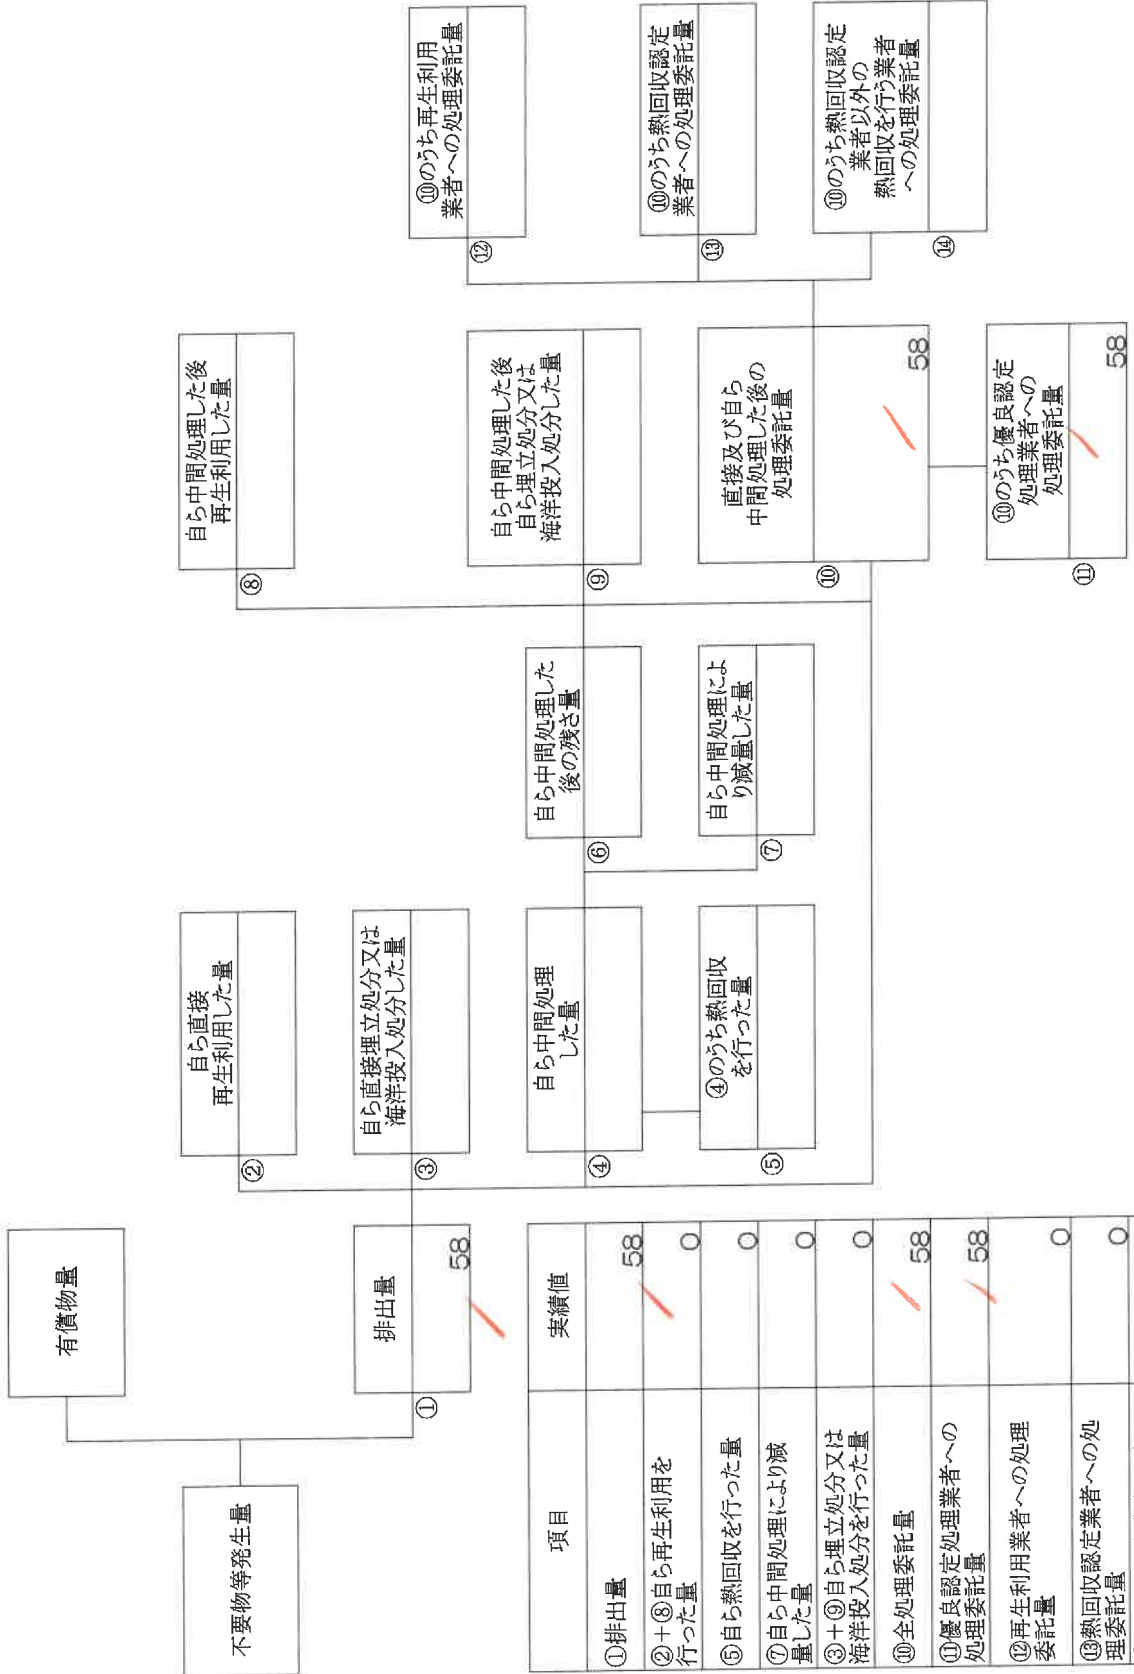 不要物等発生量
有償物量
排出量
①
58
自ら直接
再生利用した量
②
自ら直接埋立処分又は
海洋投入処分した量
③
自ら中間処理
した量
④
④のうち熱回収
を行った量
⑤
自ら中間処理した
後の残さ量
⑥
自ら中間処理によ
り減量した量
⑦
自ら中間処理した後
再生利用した量
⑧
自ら中間処理した後
自ら埋立処分又は
海洋投入処分した量
⑨
直接及び自ら
中間処理した後の
処理委託量
⑩
58
⑩のうち優良認定
処理業者への
処理委託量
⑪
58
⑩のうち再生利用
業者への処理委託量
⑫
⑩のうち熱回収認定
業者への処理委託量
⑬
⑩のうち熱回収認定
業者以外の
熱回収を行う業者
への処理委託量
⑭
項目 実績値
①排出量 58
②+⑧自ら再生利用を
行った量 0
⑤自ら熱回収を行った量 0
⑦自ら中間処理により減
量した量 0
③+⑨自ら埋立処分又は
海洋投入処分を行った量 0
⑩全処理委託量 58
⑪優良認定処理業者への
処理委託量 58
⑫再生利用業者への処理
委託量 0
⑬熱回収認定業者への処
理委託量 0